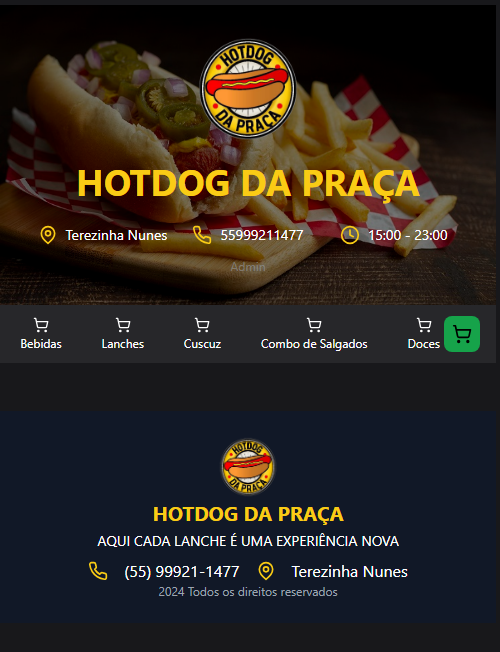 HOTDOG
DA PRAÇA
HOTDOG DA PRAÇA
Terezinha Nunes 55999211477 15:00 - 23:00
Admin
Bebidas Lanches Cuscuz Combo de Salgados Doces
HOTDOG
DA PRAÇA
HOTDOG DA PRAÇA
AQUI CADA LANCHE É UMA EXPERIÊNCIA NOVA
(55) 99921-1477 Terezinha Nunes
2024 Todos os direitos reservados